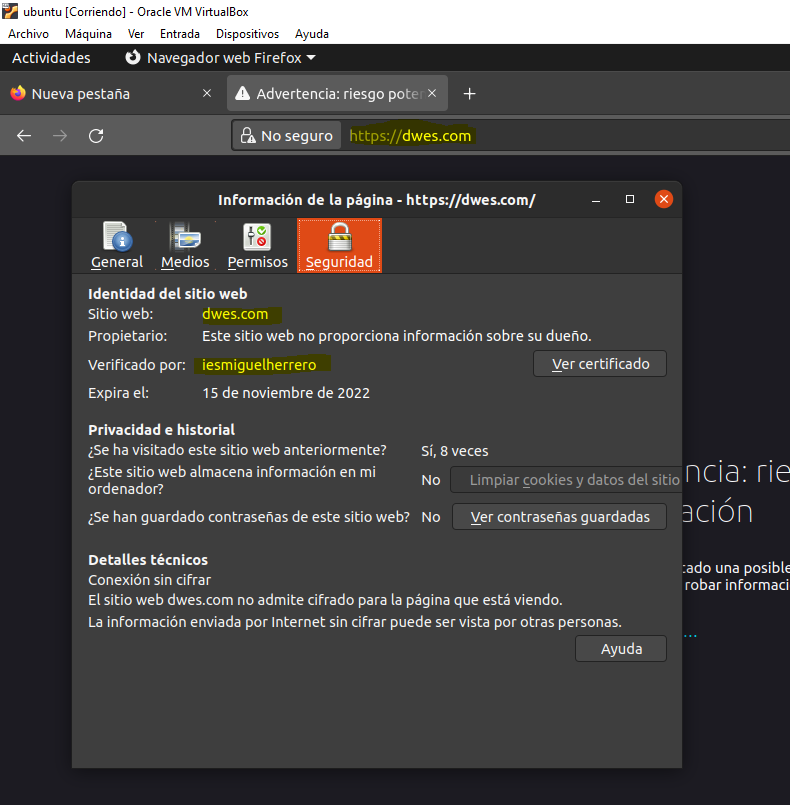 ubuntu [Corriendo] - Oracle VM VirtualBox
Archivo Máquina Ver Entrada Dispositivos Ayuda
Actividades Navegador web Firefox
Nueva pestaña Advertencia: riesgo poten
No seguro https://dwes.com
Información de la página - https://dwes.com/
General Medios Permisos Seguridad
Identidad del sitio web
Sitio web: dwes.com
Propietario: Este sitio web no proporciona información sobre su dueño.
Verificado por: iesmiguelherrero Ver certificado
Expira el: 15 de noviembre de 2022
Privacidad e historial
¿Se ha visitado este sitio web anteriormente? Sí, 8 veces
¿Este sitio web almacena información en mi
ordenador? No Limpiar cookies y datos del sitio
¿Se han guardado contraseñas de este sitio web? No Ver contraseñas guardadas
Detalles técnicos
Conexión sin cifrar
El sitio web dwes.com no admite cifrado para la página que está viendo.
La información enviada por Internet sin cifrar puede ser vista por otras personas.
Ayuda
ncia: rie
ación
tado una posible
robar informaci
...